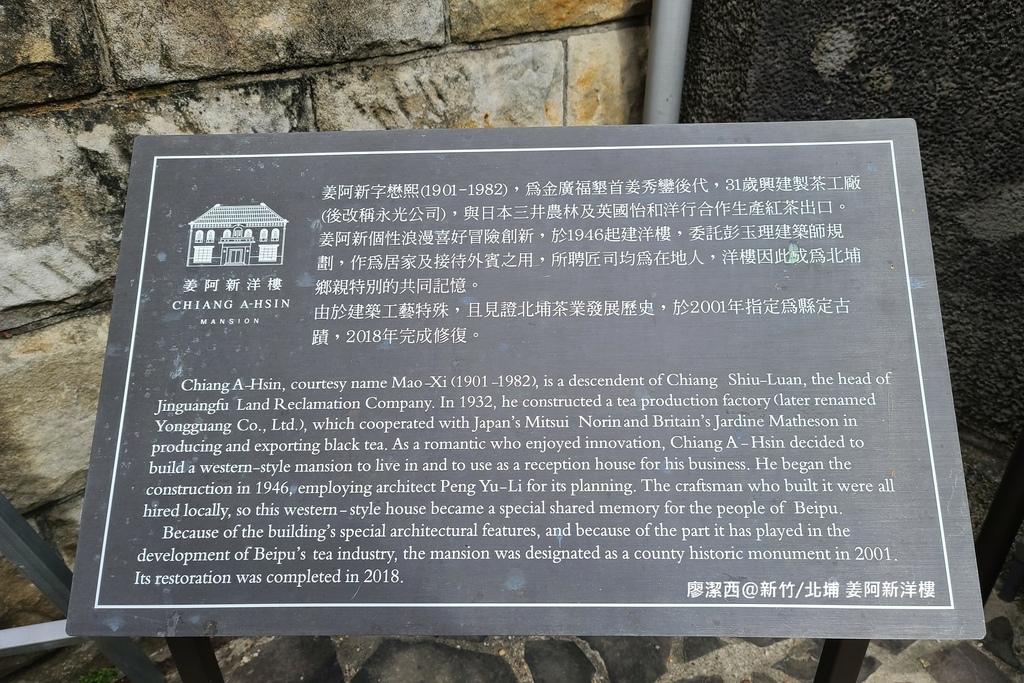 姜阿新洋樓
CHIANG A-HSIN
MANSION
姜阿新字懋熙(1901-1982)，為金廣福墾首姜秀鑾後代，31歲興建製茶工廠
(後改稱永光公司)，與日本三井農林及英國怡和洋行合作生產紅茶出口。
姜阿新個性浪漫喜好冒險創新，於1946起建洋樓，委託彭玉理建築師規
劃，作為居家及接待外賓之用，所聘匠司均為在地人，洋樓因此成為北埔
鄉親特別的共同記憶。
由於建築工藝特殊，且見證北埔茶業發展歷史，於2001年指定為縣定古
蹟，2018年完成修復。
Chiang A-Hsin, courtesy name Mao-Xi (1901-1982), is a descendent of Chiang Shiu-Luan, the head of
Jinguangfu Land Reclamation Company. In 1932, he constructed a tea production factory (later renamed
Yongguang Co., Ltd.), which cooperated with Japan's Mitsui Norin and Britain's Jardine Matheson in
producing and exporting black tea. As a romantic who enjoyed innovation, Chiang A-Hsin decided to
build a western-style mansion to live in and to use as a reception house for his business. He began the
construction in 1946, employing architect Peng Yu-Li for its planning. The craftsman who built it were all
hired locally, so this western-style house became a special shared memory for the people of Beipu.
Because of the building's special architectural features, and because of the part it has played in the
development of Beipu's tea industry, the mansion was designated as a county historic monument in 2001.
Its restoration was completed in 2018.
廖潔西@新竹/北埔 姜阿新洋樓